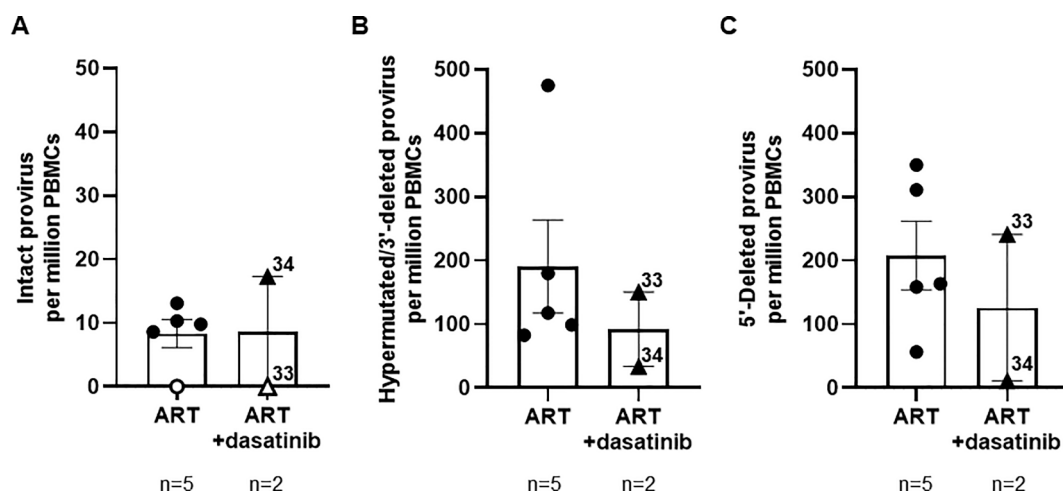 A
Intact provirus
per million PBMCs
50
40
30
20
10
0
34
33
ART
ART
+dasatinib
n=5
n=2
B
Hypermutated/3'-deleted provirus
per million PBMCs
500
400
300
200
100
0
33
34
ART
ART
+dasatinib
n=5
n=2
C
5'-Deleted provirus
per million PBMCs
500
400
300
200
100
0
33
34
ART
ART
+dasatinib
n=5
n=2